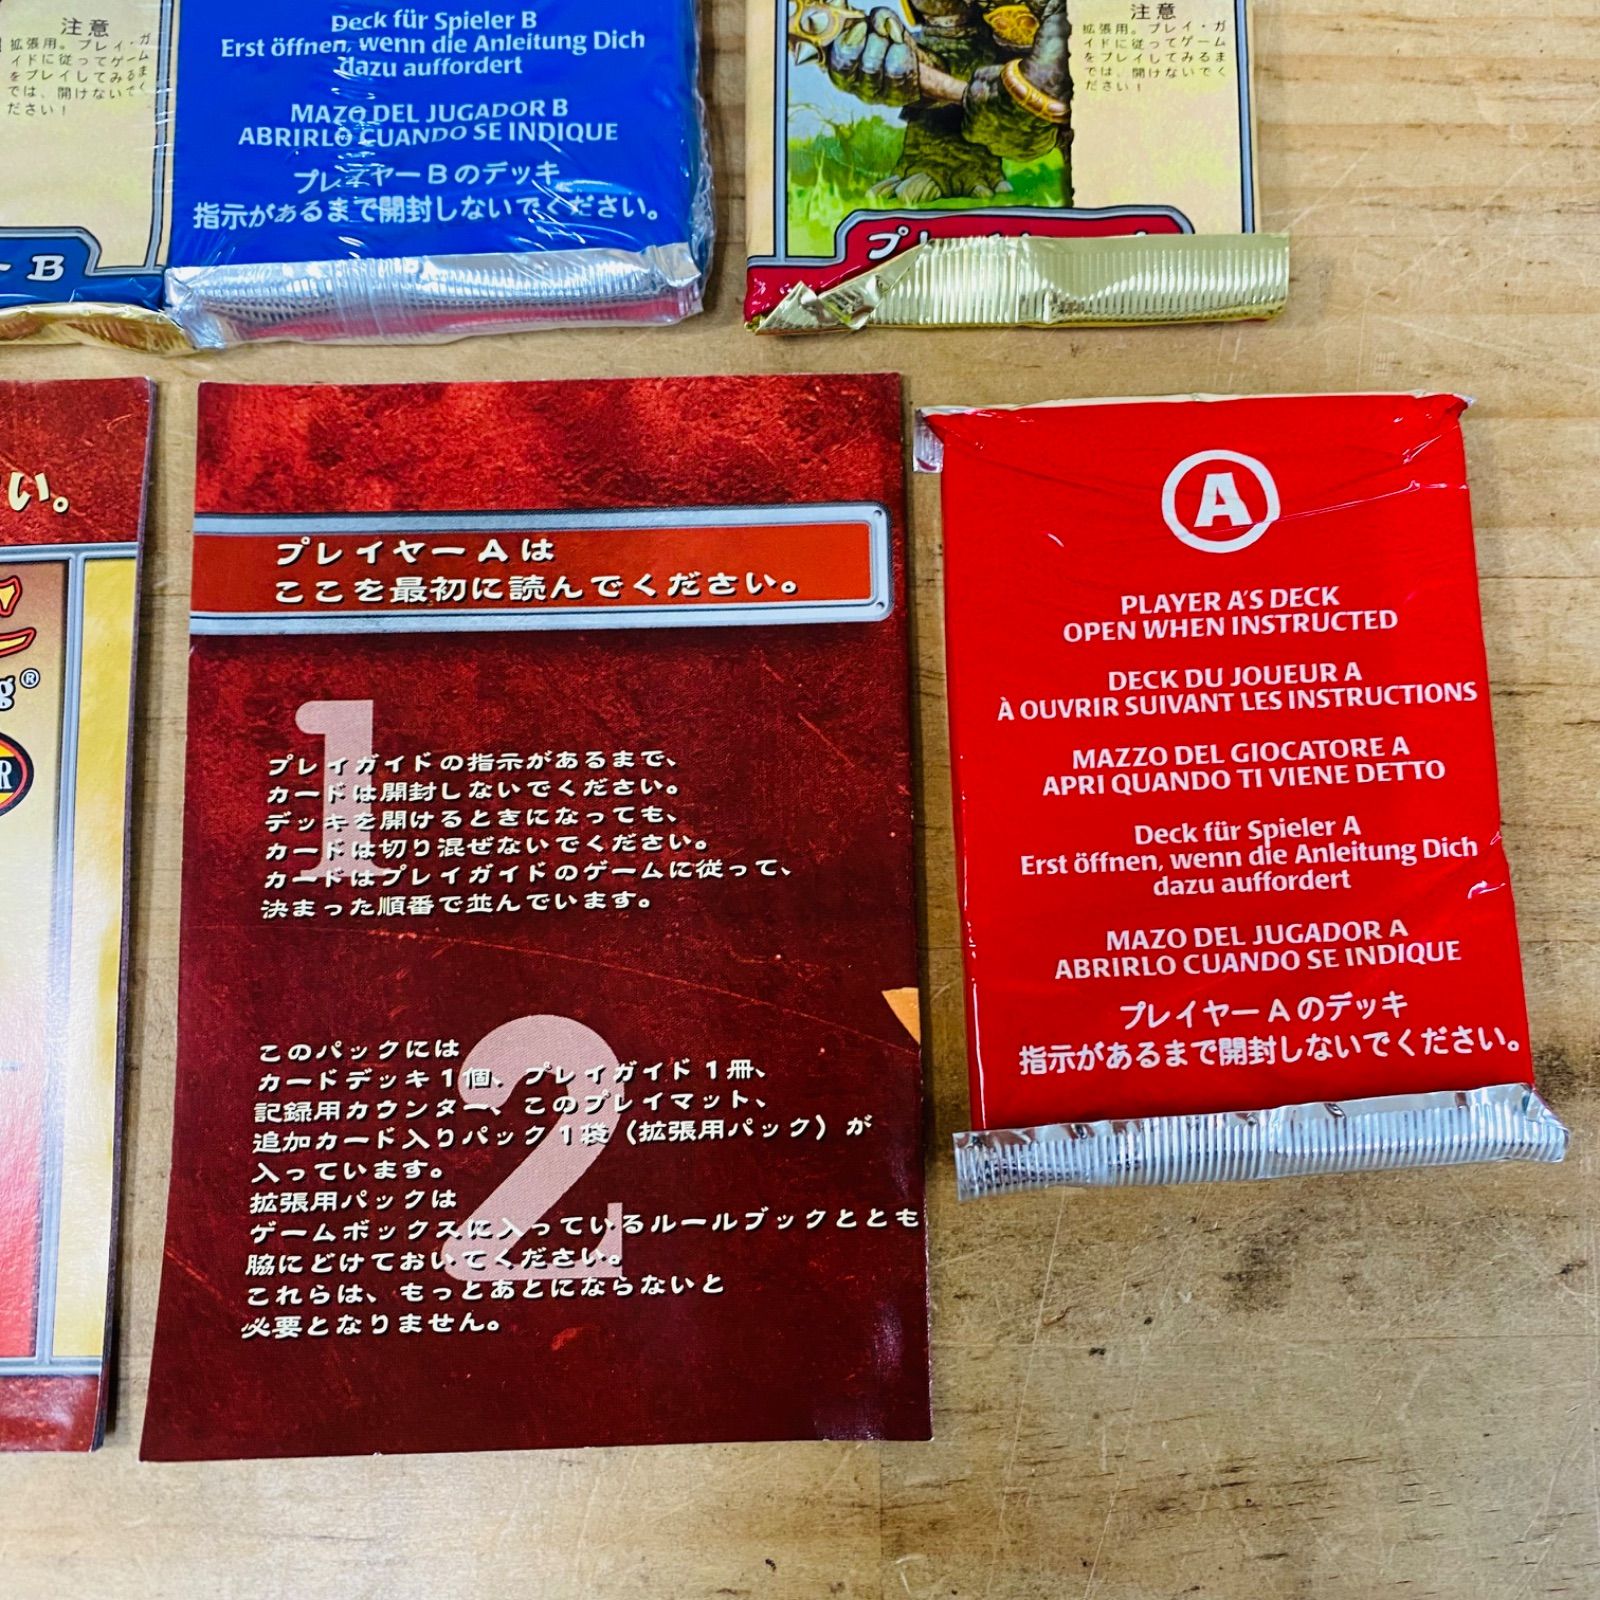 注意
拡張用。プレイ・ガ
イドに従ってゲーム
をプレイしてみるま
では、開けないでく
ださい！
B
Deck für Spieler B
Erst öffnen, wenn die Anleitung Dich
dazu auffordert
MAZO DEL JUGADOR B
ABRIRLO CUANDO SE INDIQUE
プレイヤーBのデッキ
指示があるまで開封しないでください。
注意
拡張用。プレイ・ガ
イドに従ってゲーム
をプレイしてみるま
では、開けないでく
ださい！
い。
g®
R
プレイヤーAは
ここを最初に読んでください。
1
プレイガイドの指示があるまで、
カードは開封しないでください。
デッキを開けるときになっても、
カードは切り混ぜないでください。
カードはプレイガイドのゲームに従って、
決まった順番で並んでいます。
2
このパックには
カードデッキ1個、プレイガイド1冊、
記録用カウンター、このプレイマット、
追加カード入りパック1袋（拡張用パック）が
入っています。
拡張用パックは
ゲームボックスに入っているルールブックととも
脇にどけておいてください。
これらは、もっとあとにならないと
必要となりません。
A
PLAYER A'S DECK
OPEN WHEN INSTRUCTED
DECK DU JOUEUR A
À OUVRIR SUIVANT LES INSTRUCTIONS
MAZZO DEL GIOCATORE A
APRI QUANDO TI VIENE DETTO
Deck für Spieler A
Erst öffnen, wenn die Anleitung Dich
dazu auffordert
MAZO DEL JUGADOR A
ABRIRLO CUANDO SE INDIQUE
プレイヤーAのデッキ
指示があるまで開封しないでください。